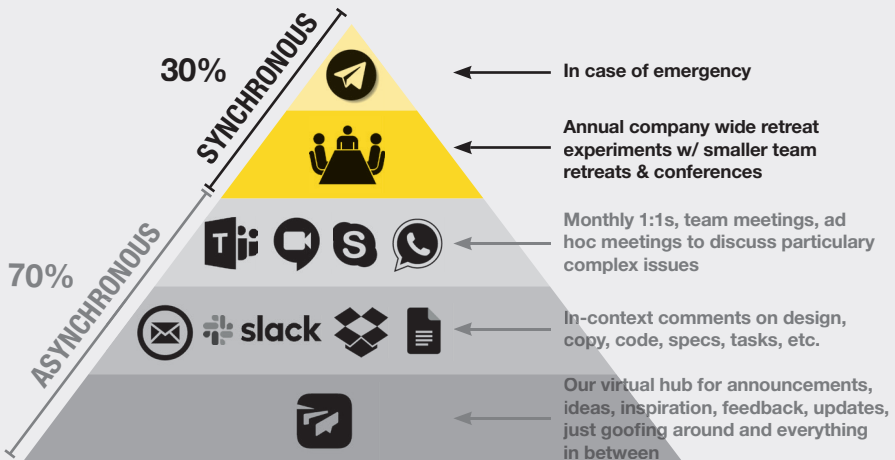 30%
SYNCHRONOUS
In case of emergency
Annual company wide retreat
experiments w/ smaller team
retreats & conferences
70%
ASYNCHRONOUS
T
S
Monthly 1:1s, team meetings, ad
hoc meetings to discuss particulary
complex issues
slack
In-context comments on design,
copy, code, specs, tasks, etc.
Our virtual hub for announcements,
ideas, inspiration, feedback, updates,
just goofing around and everything
in between